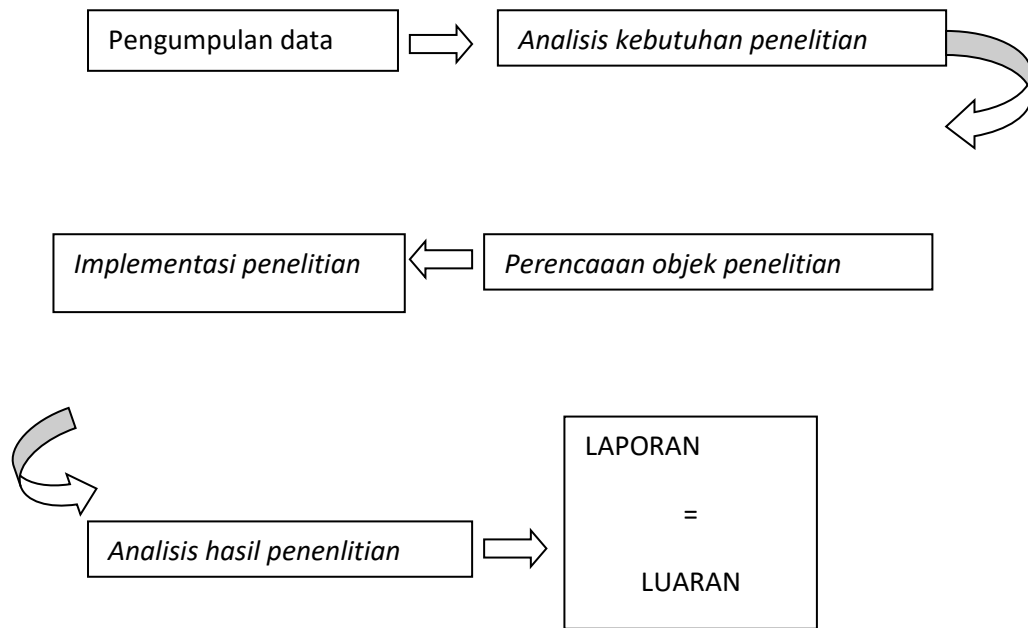 Pengumpulan data
Analisis kebutuhan penelitian
Perencaaan objek penelitian
Implementasi penelitian
Analisis hasil penenlitian
LAPORAN
=
LUARAN